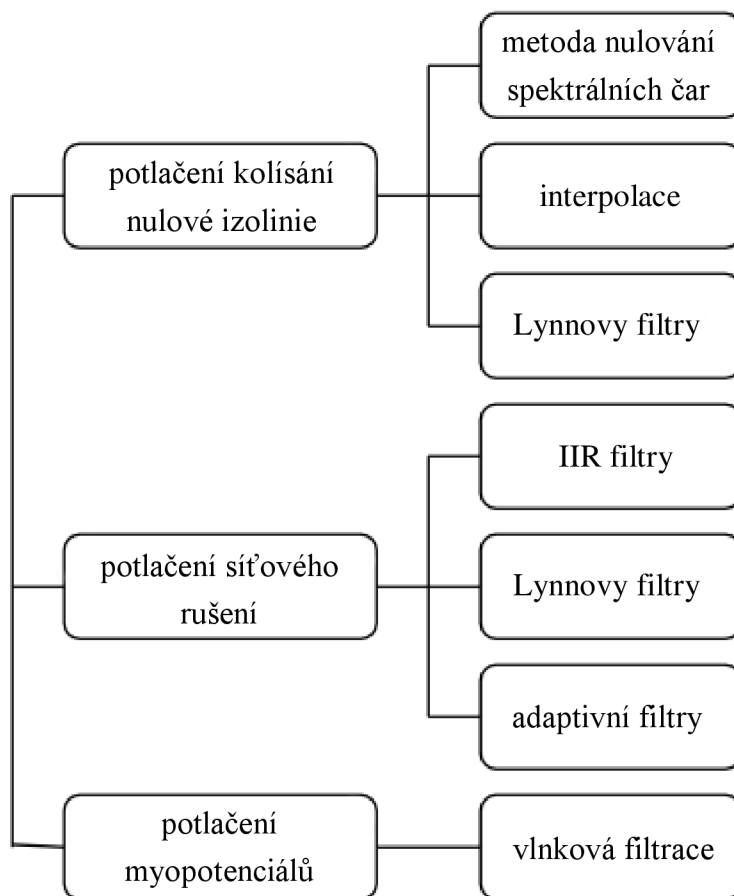 potlačení kolísání
nulové izolinie
metoda nulování
spektrálních čar
interpolace
Lynnovy filtry
potlačení síťového
rušení
IIR filtry
Lynnovy filtry
adaptivní filtry
potlačení
myopotenciálů
vlnková filtrace